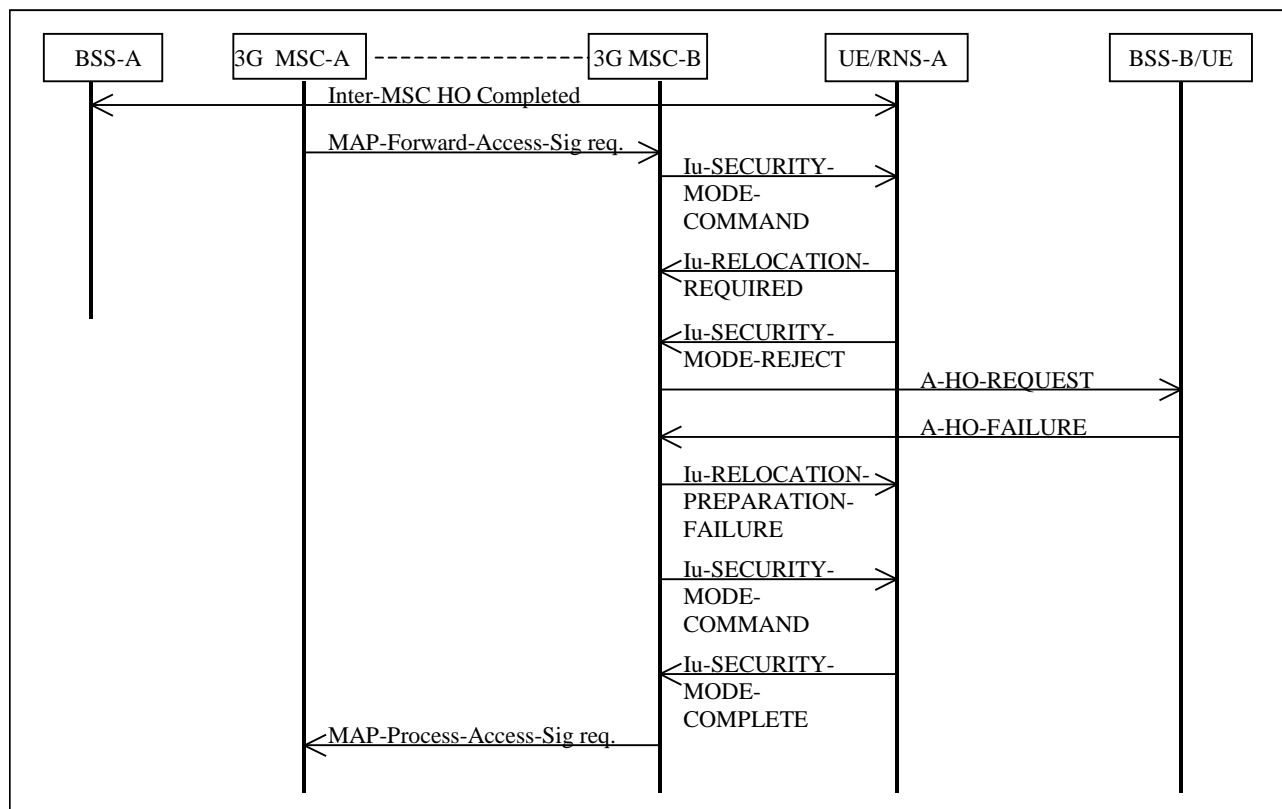 BSS-A
3G MSC-A
3G MSC-B
UE/RNS-A
BSS-B/UE
Inter-MSC HO Completed
MAP-Forward-Access-Sig req.
Iu-SECURITY-
MODE-
COMMAND
Iu-RELOCATION-
REQUIRED
Iu-SECURITY-
MODE-REJECT
A-HO-REQUEST
A-HO-FAILURE
Iu-RELOCATION-
PREPARATION-
FAILURE
Iu-SECURITY-
MODE-
COMMAND
Iu-SECURITY-
MODE-
COMPLETE
MAP-Process-Access-Sig req.